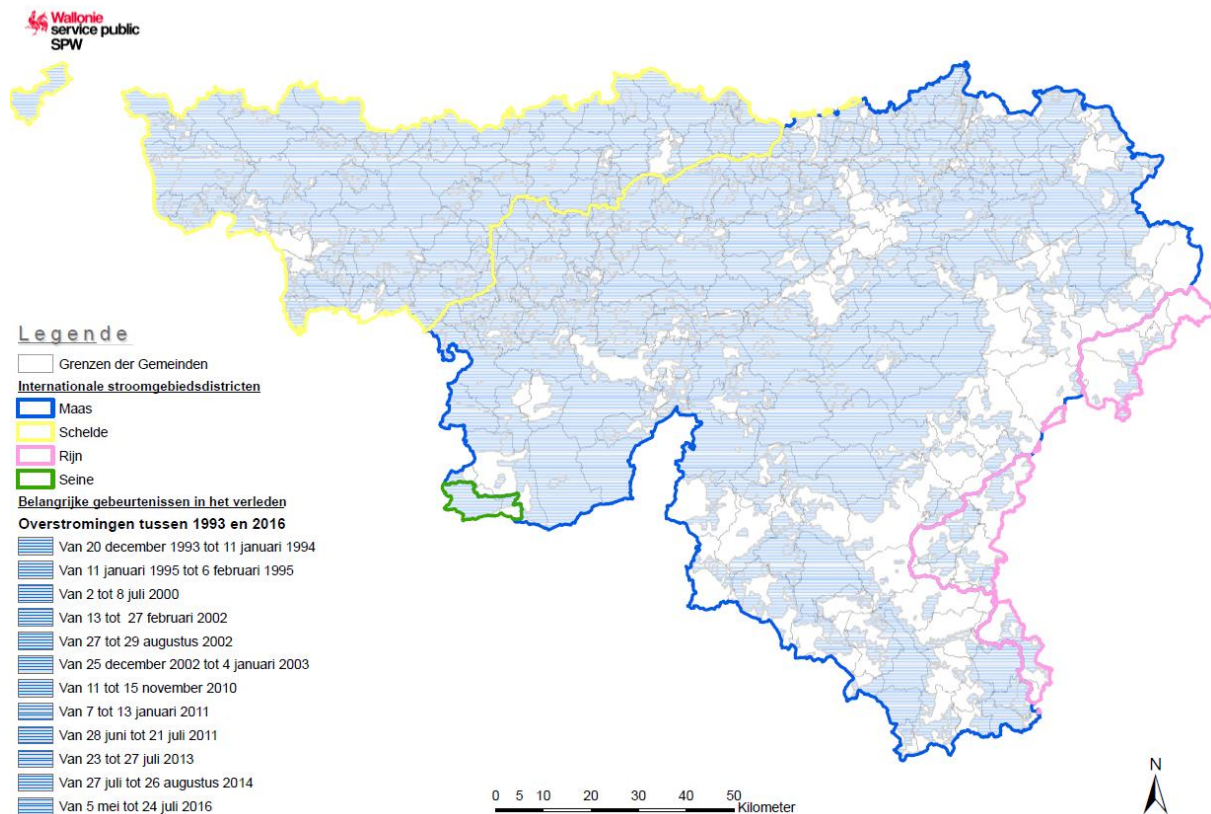 Wallonie
service public
SPW
Legende
Grenzen der Gemeinden
Internationale stroomgebiedsdistricten
Maas
Schelde
Rijn
Seine
Belangrijke gebeurtenissen in het verleden
Overstromingen tussen 1993 en 2016
Van 20 december 1993 tot 11 januari 1994
Van 11 januari 1995 tot 6 februari 1995
Van 2 tot 8 juli 2000
Van 13 tot 27 februari 2002
Van 27 tot 29 augustus 2002
Van 25 december 2002 tot 4 januari 2003
Van 11 tot 15 november 2010
Van 7 tot 13 januari 2011
Van 28 juni tot 21 juli 2011
Van 23 tot 27 juli 2013
Van 27 juli tot 26 augustus 2014
Van 5 mei tot 24 juli 2016
0 5 10 20 30 40 50
Kilometer
N